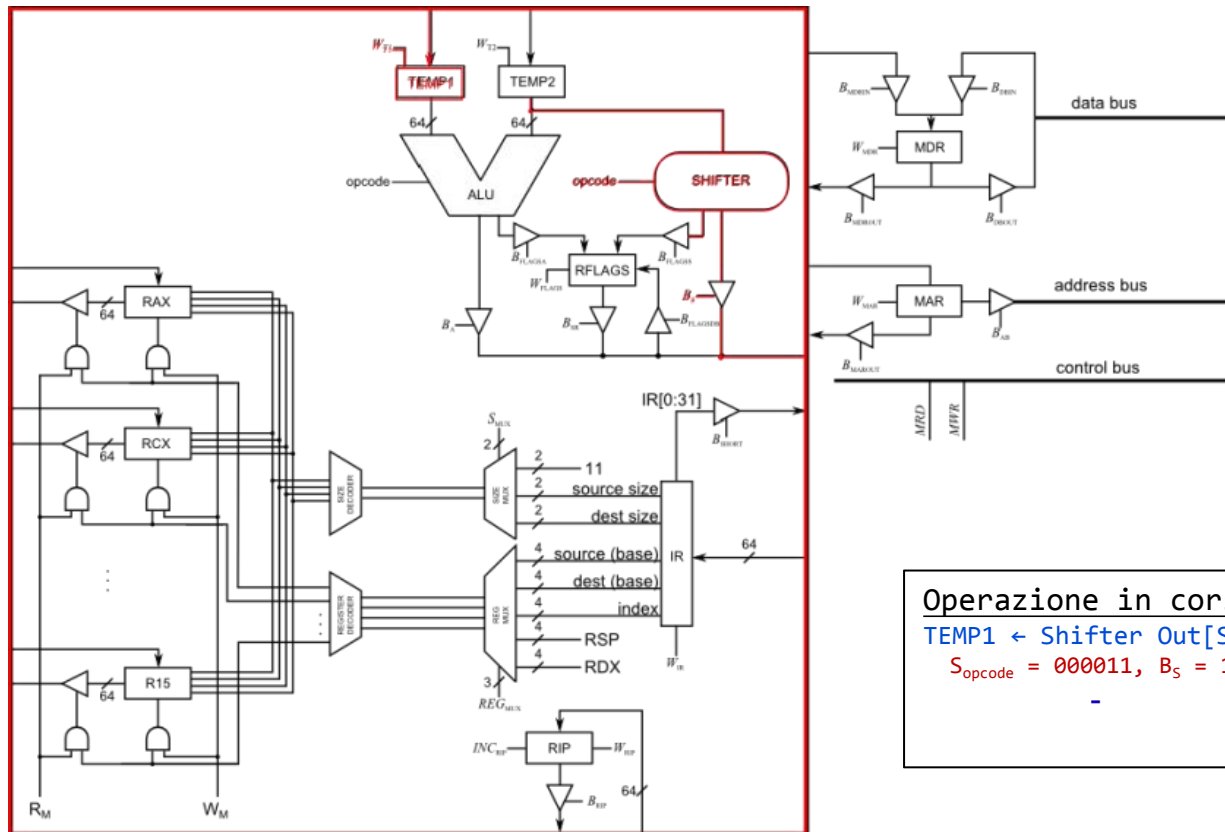 W_T1
W_T2
TEMP1
TEMP2
64
64
opcode
ALU
opcode
SHIFTER
B_FLAGSA
B_FLAGSS
W_FLAGS
RFLAGS
B_A
B_SR
B_FLAGSDB
B_S
B_MDRIN
B_DBIN
data bus
W_MDR
MDR
B_MDROUT
B_DBOUT
W_MAR
MAR
address bus
B_AB
B_MAROUT
control bus
MRD
MWR
RAX
64
RCX
64
R15
64
R_M
W_M
SIZE DECODER
REGISTER DECODER
S_MUX
2
SIZE MUX
2
11
2
source size
2
dest size
REG MUX
4
source (base)
4
dest (base)
4
index
4
RSP
4
RDX
3
REG_MUX
IR[0:31]
B_SHORT
IR
64
W_IR
INC_RIP
RIP
W_RIP
B_RIP
64
Operazione in cor
TEMP1 ← Shifter Out[S
S_opcode = 000011, B_S = 1
-